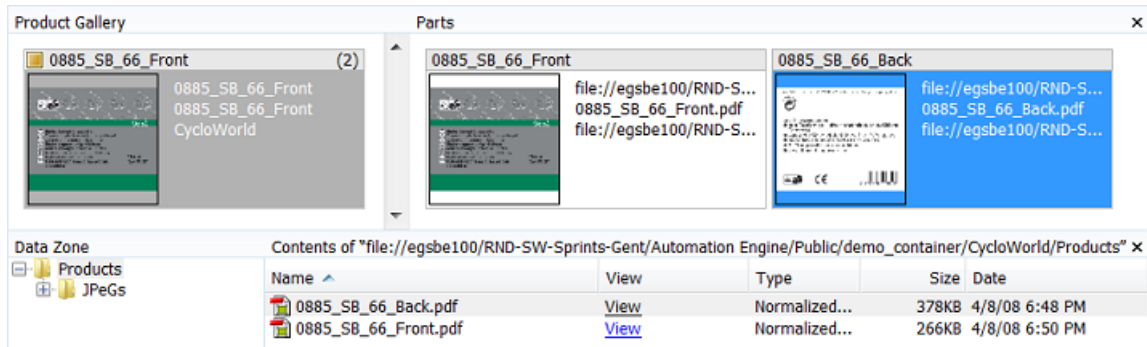 Product Gallery
Parts
0885_SB_66_Front (2)
0885_SB_66_Front
0885_SB_66_Front
CycloWorld
0885_SB_66_Front
file://egsbe100/RND-S...
0885_SB_66_Front.pdf
file://egsbe100/RND-S...
0885_SB_66_Back
file://egsbe100/RND-S...
0885_SB_66_Back.pdf
file://egsbe100/RND-S...
CE
Data Zone
Products
JPeGs
Contents of "file://egsbe100/RND-SW-Sprints-Gent/Automation Engine/Public/demo_container/CycloWorld/Products"
Name View Type Size Date
0885_SB_66_Back.pdf View Normalized... 378KB 4/8/08 6:48 PM
0885_SB_66_Front.pdf View Normalized... 266KB 4/8/08 6:50 PM